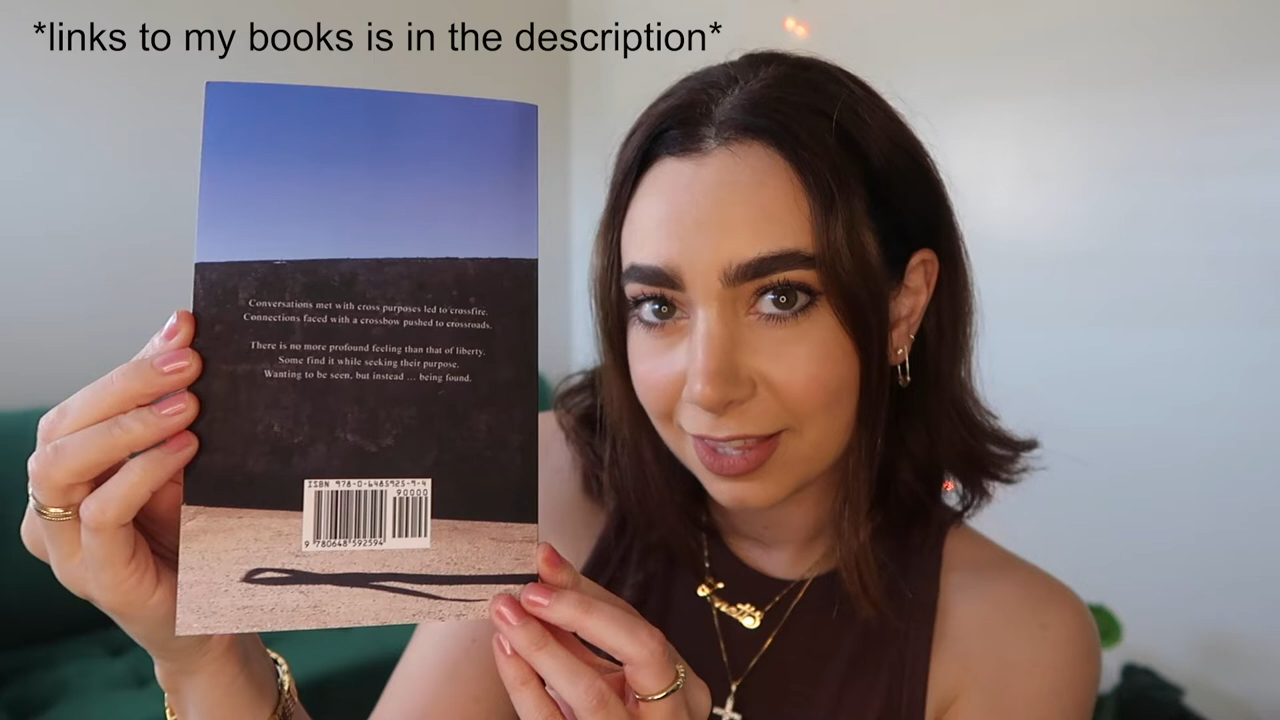 *links to my books is in the description*
Conversations met with cross purposes led to crossfire.
Connections faced with a crossbow pushed to crossroads.
There is no more profound feeling than that of liberty.
Some find it while seeking their purpose.
Wanting to be seen, but instead ... being found.
ISBN 978-0-6485925-9-4
90000
9 780648 592594